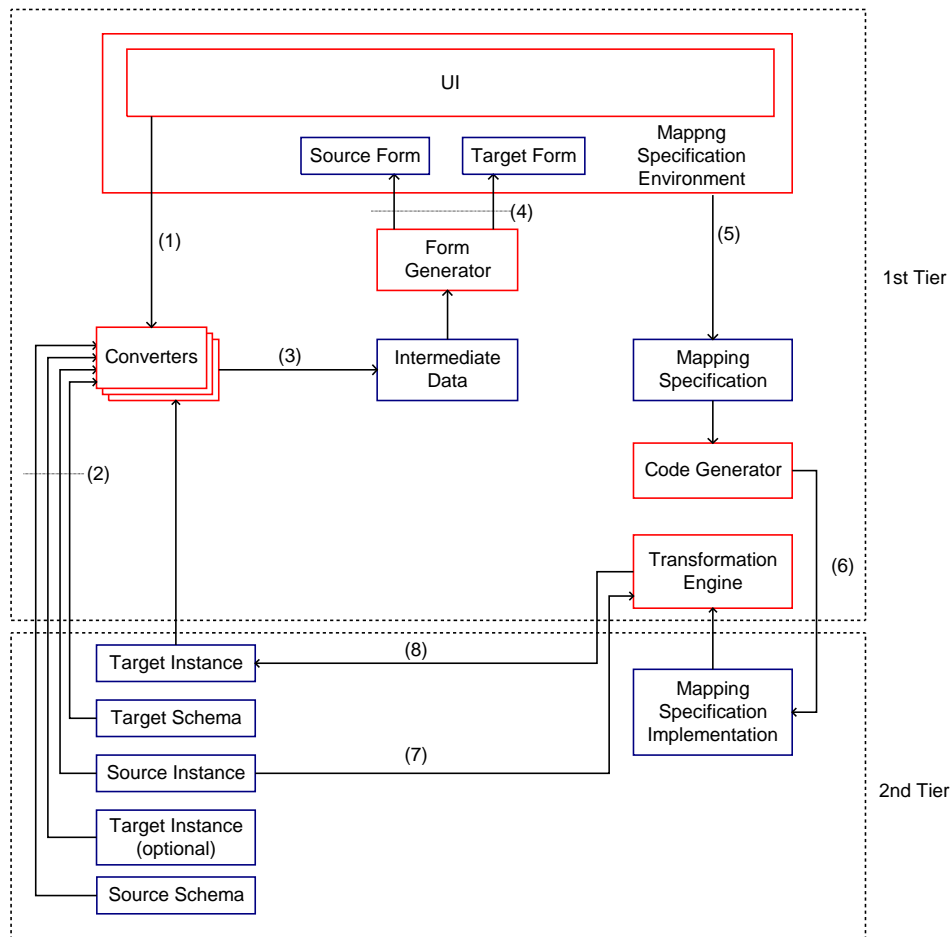 UI
Source Form
Target Form
Mappng
Specification
Environment
(4)
(1)
(5)
Form
Generator
1st Tier
Converters
(3)
Intermediate
Data
Mapping
Specification
(2)
Code Generator
Transformation
Engine
(6)
Target Instance
(8)
Mapping
Specification
Implementation
Target Schema
Source Instance
(7)
2nd Tier
Target Instance
(optional)
Source Schema